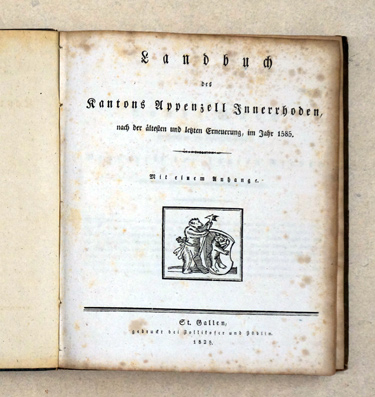 Landbuch
des
Kantons Appenzell Innerrhoden,
nach der ältesten und letzten Erneuerung, im Jahr 1585.
Mit einem Anhange.
St. Gallen,
gedruckt bei Zollikofer und Züblin.